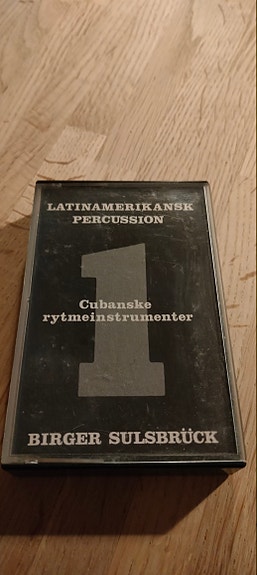 LATINAMERIKANSK
PERCUSSION
1
Cubanske
rytmeinstrumenter
BIRGER SULSBRÜCK